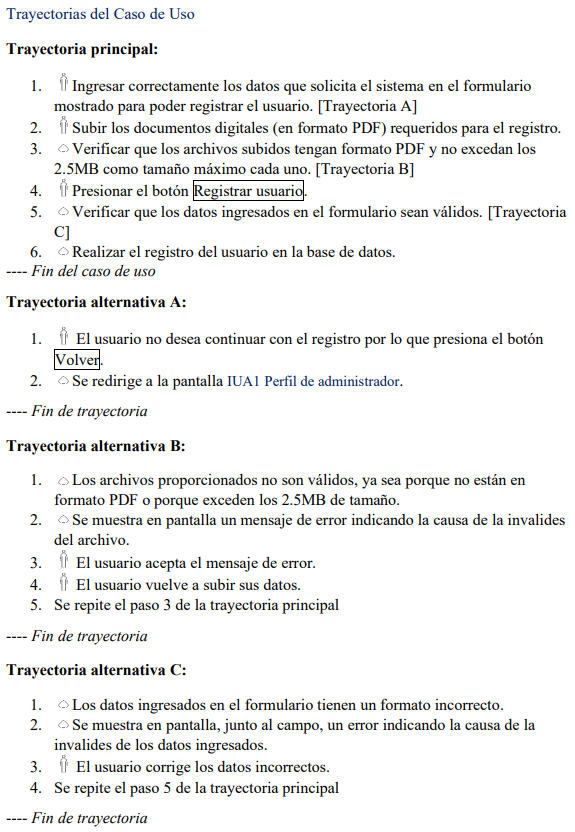 Trayectorias del Caso de Uso
Trayectoria principal:
1. Ingresar correctamente los datos que solicita el sistema en el formulario
mostrado para poder registrar el usuario. [Trayectoria A]
2. Subir los documentos digitales (en formato PDF) requeridos para el registro.
3. Verificar que los archivos subidos tengan formato PDF y no excedan los
2.5MB como tamaño máximo cada uno. [Trayectoria B]
4. Presionar el botón Registrar usuario.
5. Verificar que los datos ingresados en el formulario sean válidos. [Trayectoria
C]
6. Realizar el registro del usuario en la base de datos.
---- Fin del caso de uso
Trayectoria alternativa A:
1. El usuario no desea continuar con el registro por lo que presiona el botón
Volver.
2. Se redirige a la pantalla IUA1 Perfil de administrador.
---- Fin de trayectoria
Trayectoria alternativa B:
1. Los archivos proporcionados no son válidos, ya sea porque no están en
formato PDF o porque exceden los 2.5MB de tamaño.
2. Se muestra en pantalla un mensaje de error indicando la causa de la invalides
del archivo.
3. El usuario acepta el mensaje de error.
4. El usuario vuelve a subir sus datos.
5. Se repite el paso 3 de la trayectoria principal
---- Fin de trayectoria
Trayectoria alternativa C:
1. Los datos ingresados en el formulario tienen un formato incorrecto.
2. Se muestra en pantalla, junto al campo, un error indicando la causa de la
invalides de los datos ingresados.
3. El usuario corrige los datos incorrectos.
4. Se repite el paso 5 de la trayectoria principal
---- Fin de trayectoria